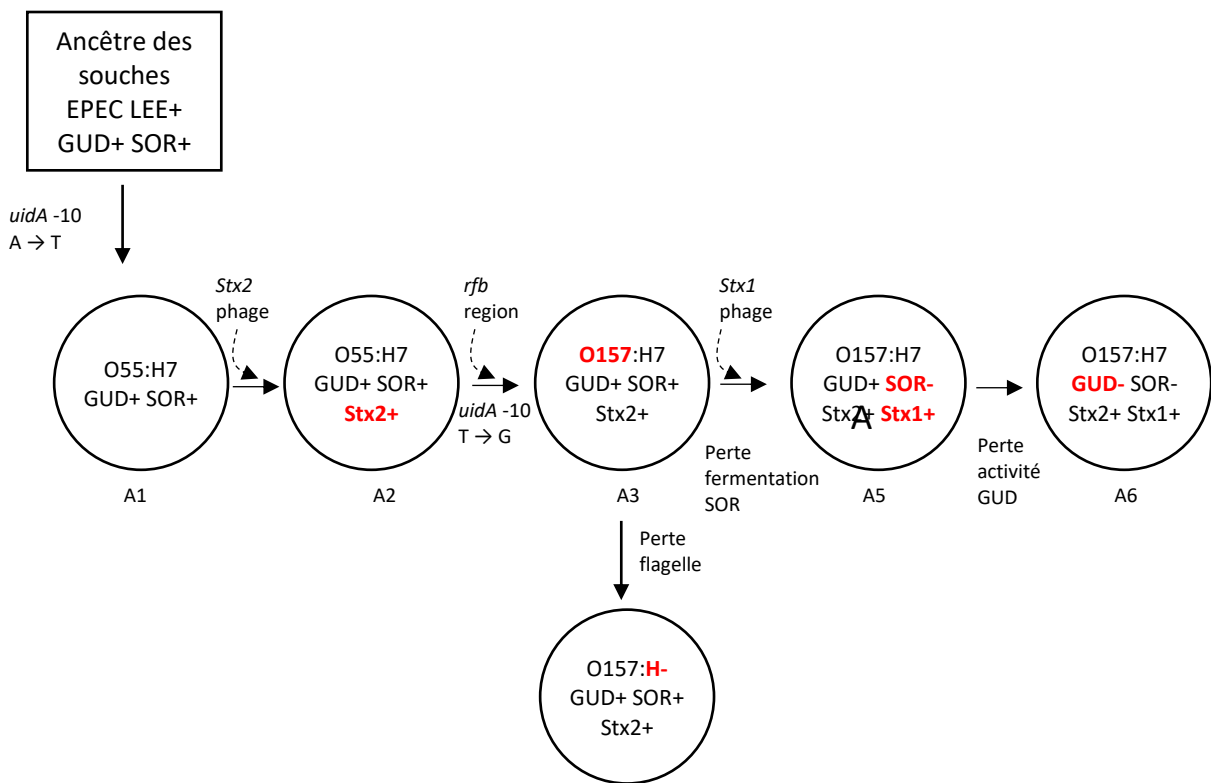 Ancêtre des
souches
EPEC LEE+
GUD+ SOR+
uidA -10
A → T
O55:H7
GUD+ SOR+
A1
Stx2
phage
O55:H7
GUD+ SOR+
Stx2+
A2
rfb
region
uidA -10
T → G
O157:H7
GUD+ SOR+
Stx2+
A3
Stx1
phage
Perte
fermentation
SOR
O157:H7
GUD+ SOR-
Stx2+ Stx1+
A
A5
Perte
activité
GUD
O157:H7
GUD- SOR-
Stx2+ Stx1+
A6
Perte
flagelle
O157:H-
GUD+ SOR+
Stx2+